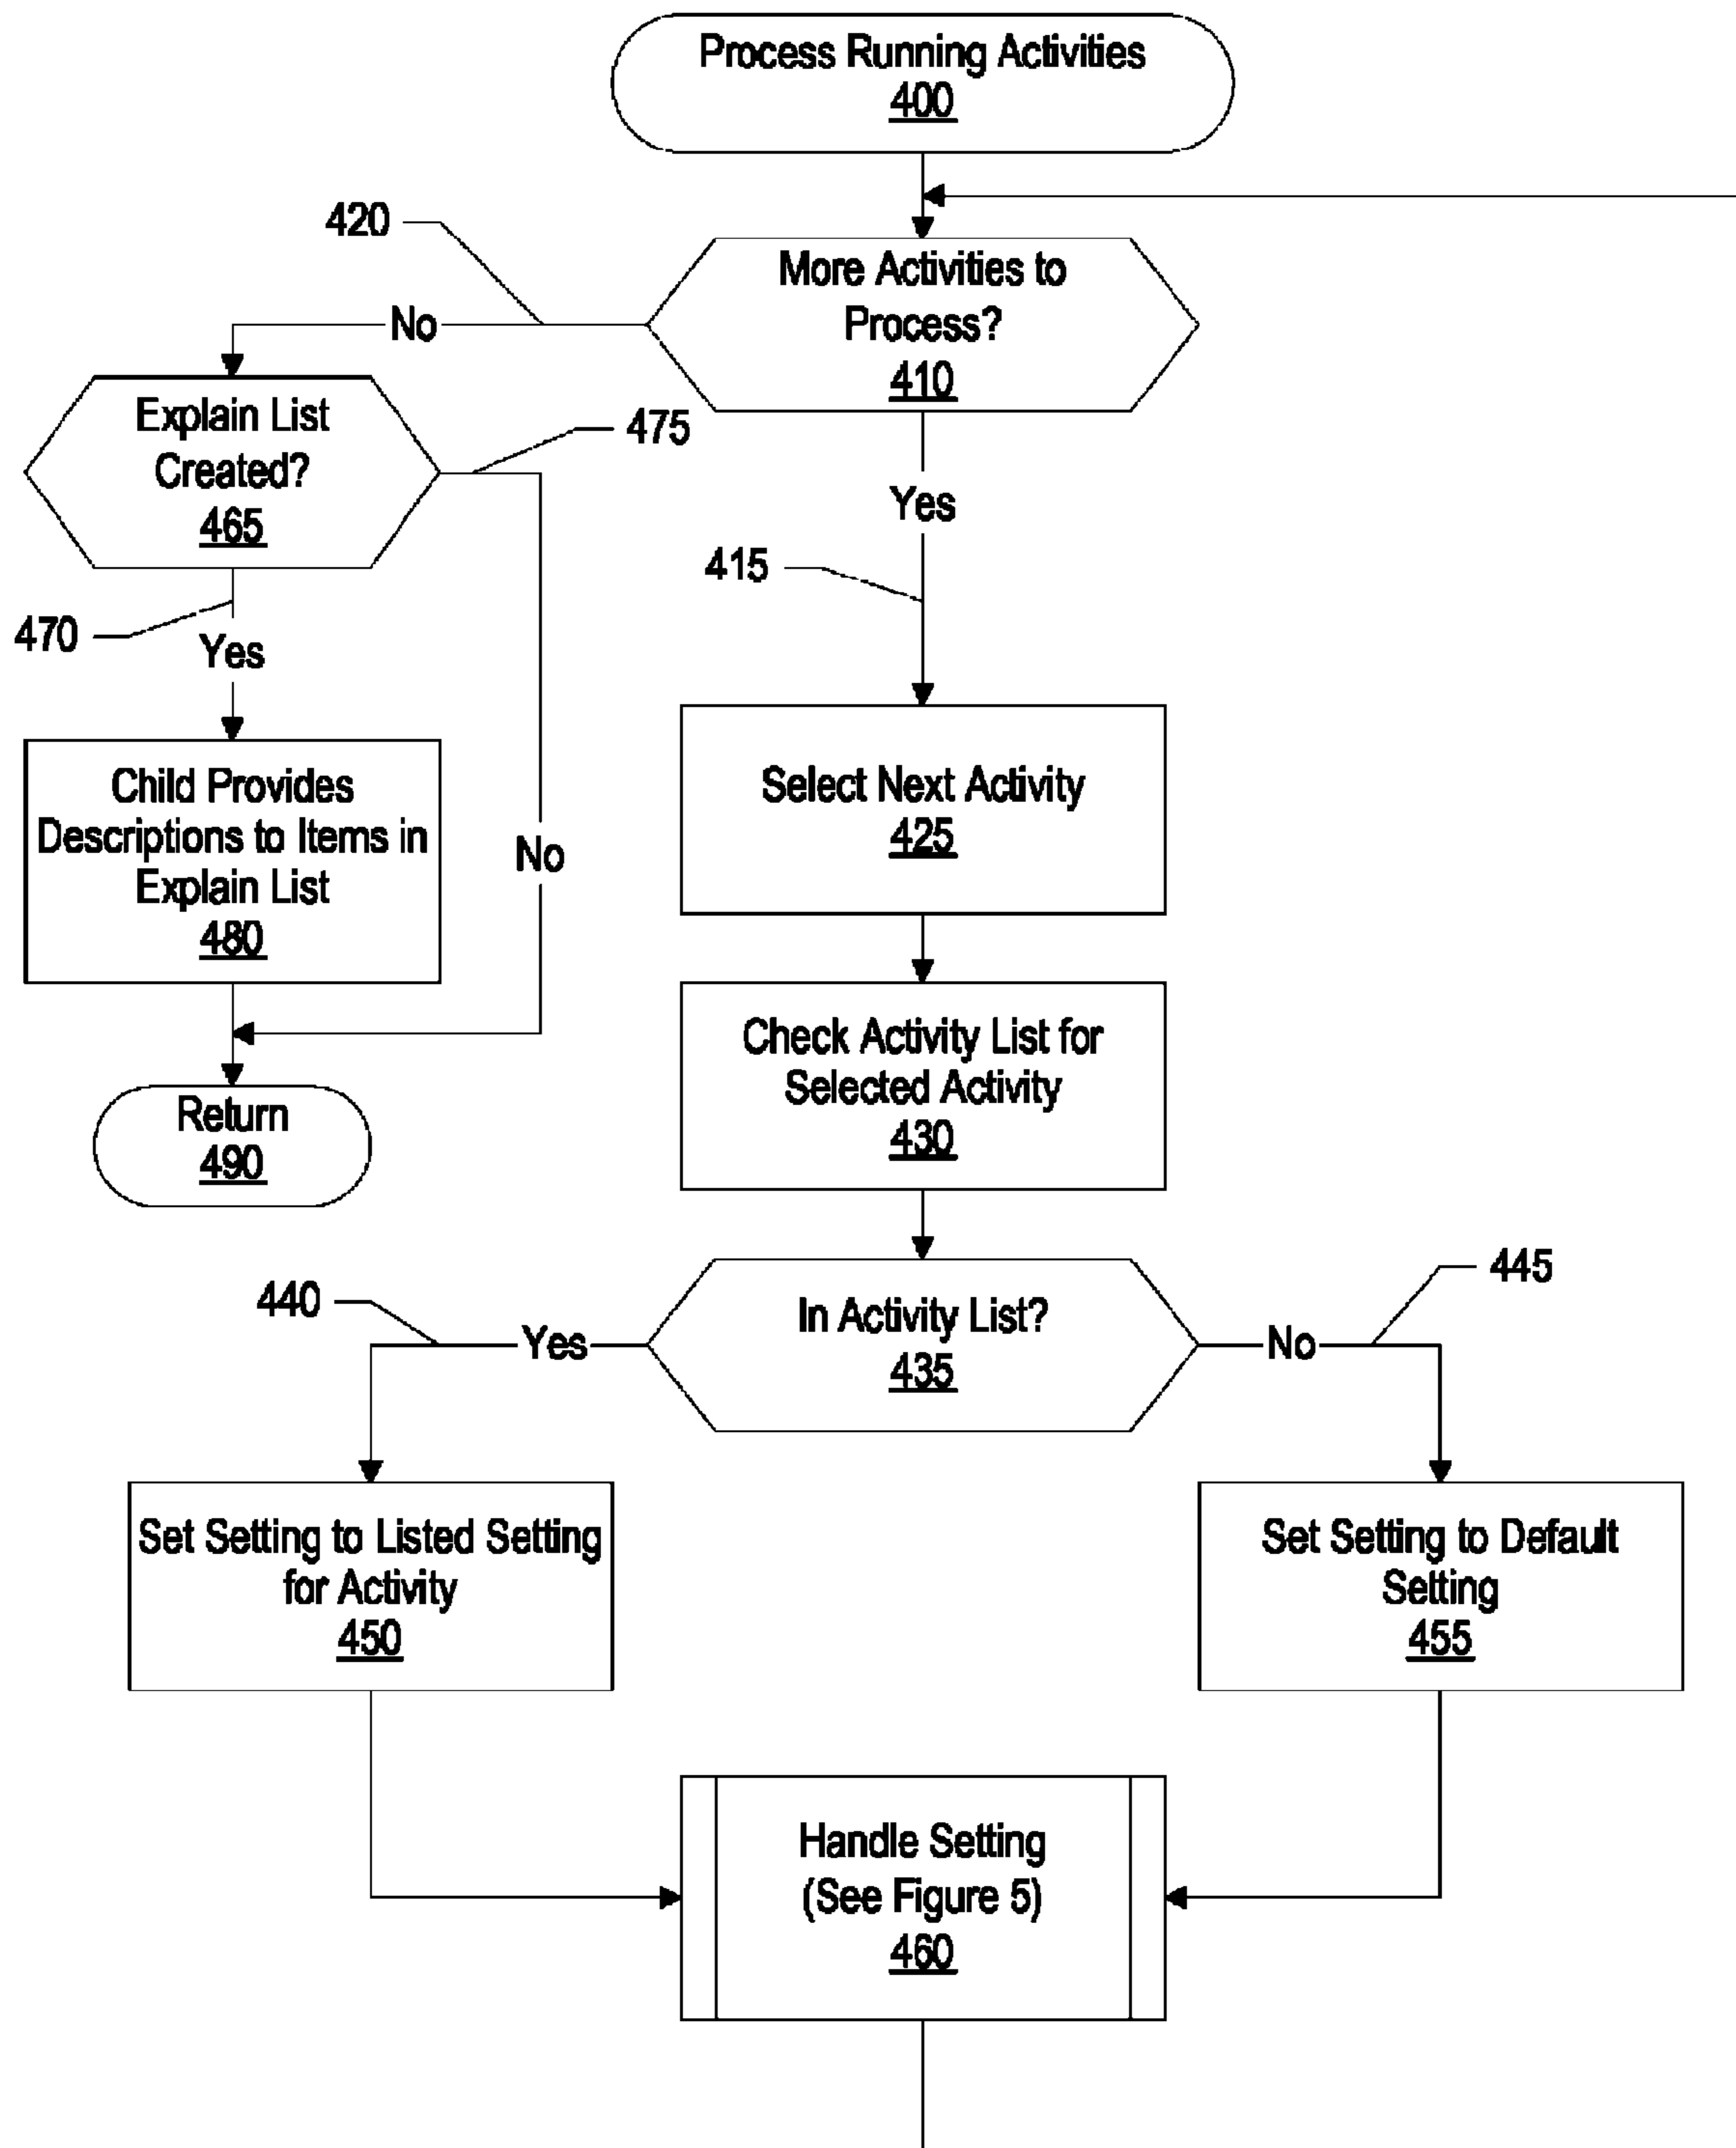 Process Running Activities
400
420
More Activities to
Process?
410
No
Explain List
Created?
465
475
Yes
415
470
Yes
Child Provides
Descriptions to Items in
Explain List
480
No
Select Next Activity
425
Check Activity List for
Selected Activity
430
Return
490
440
In Activity List?
435
445
Yes
No
Set Setting to Listed Setting
for Activity
450
Set Setting to Default
Setting
455
Handle Setting
(See Figure 5)
460